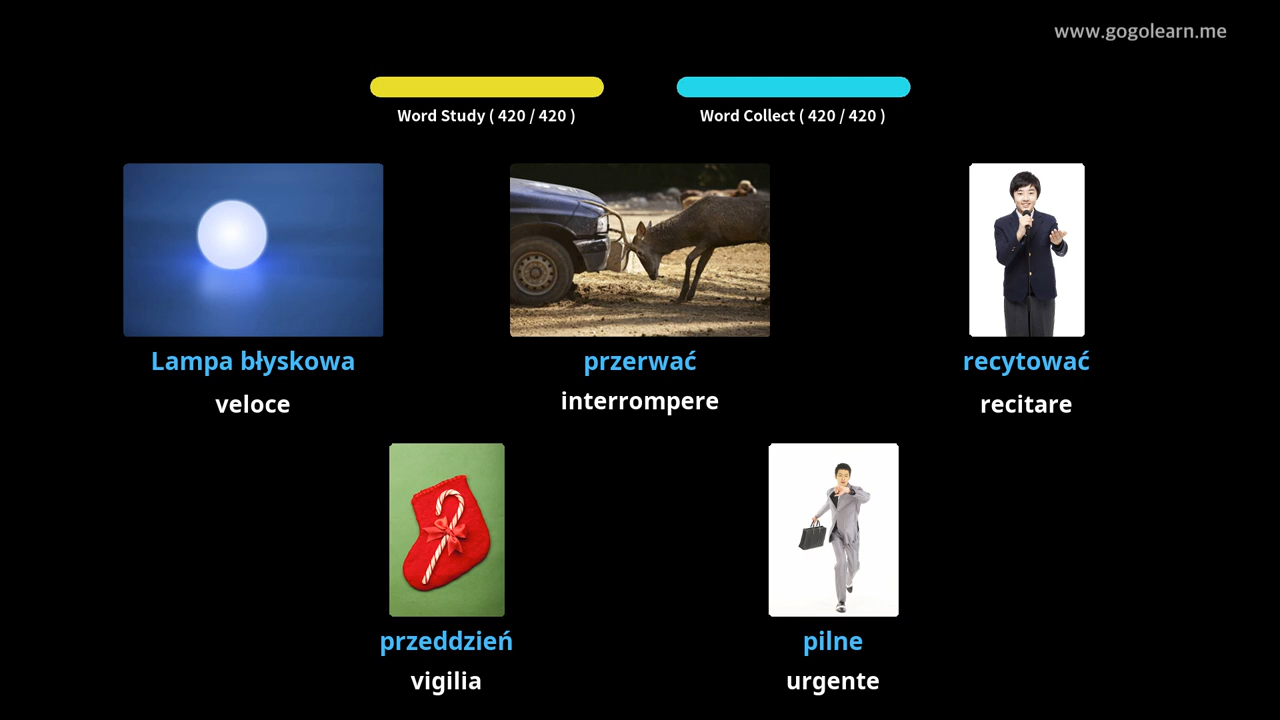 www.gogolearn.me
Word Study ( 420 / 420 )
Word Collect ( 420 / 420 )
Lampa błyskowa
veloce
przerwać
interrompere
recytować
recitare
przeddzień
vigilia
pilne
urgente